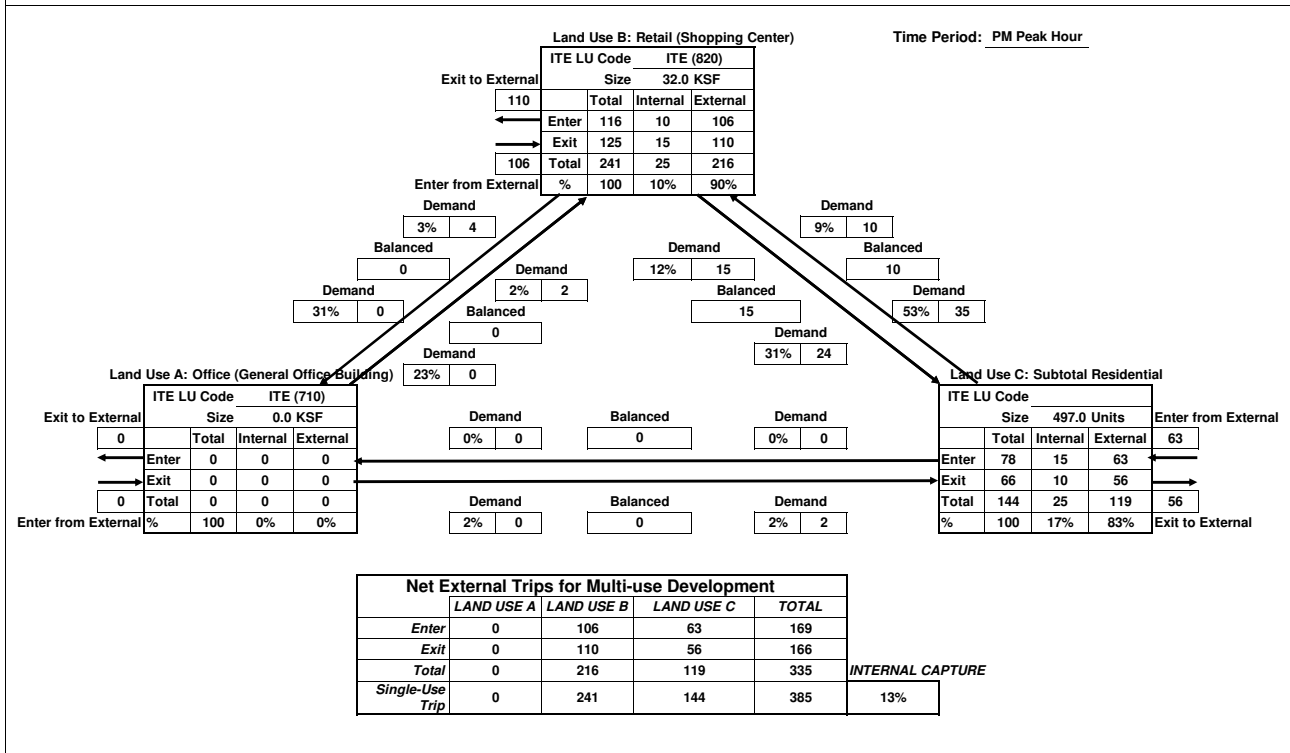 Land Use B: Retail (Shopping Center)
Time Period: PM Peak Hour
ITE LU Code ITE (820)
Exit to External Size 32.0 KSF
110 Total Internal External
Enter 116 10 106
Exit 125 15 110
106 Total 241 25 216
Enter from External % 100 10% 90%
Demand
3% 4
Balanced
0
Demand
31% 0
Demand
2% 2
Balanced
0
Demand
23% 0
Demand
12% 15
Balanced
15
Demand
31% 24
Demand
9% 10
Balanced
10
Demand
53% 35
Land Use A: Office (General Office Building)
ITE LU Code ITE (710)
Exit to External Size 0.0 KSF
0 Total Internal External
Enter 0 0 0
Exit 0 0 0
0 Total 0 0 0
Enter from External % 100 0% 0%
Demand Balanced Demand
0% 0 0 0% 0
Demand Balanced Demand
2% 0 0 2% 2
Land Use C: Subtotal Residential
ITE LU Code
Size 497.0 Units Enter from External
Total Internal External 63
Enter 78 15 63
Exit 66 10 56
Total 144 25 119 56
% 100 17% 83% Exit to External
Net External Trips for Multi-use Development
LAND USE A LAND USE B LAND USE C TOTAL
Enter 0 106 63 169
Exit 0 110 56 166
Total 0 216 119 335 INTERNAL CAPTURE
Single-Use
Trip 0 241 144 385 13%